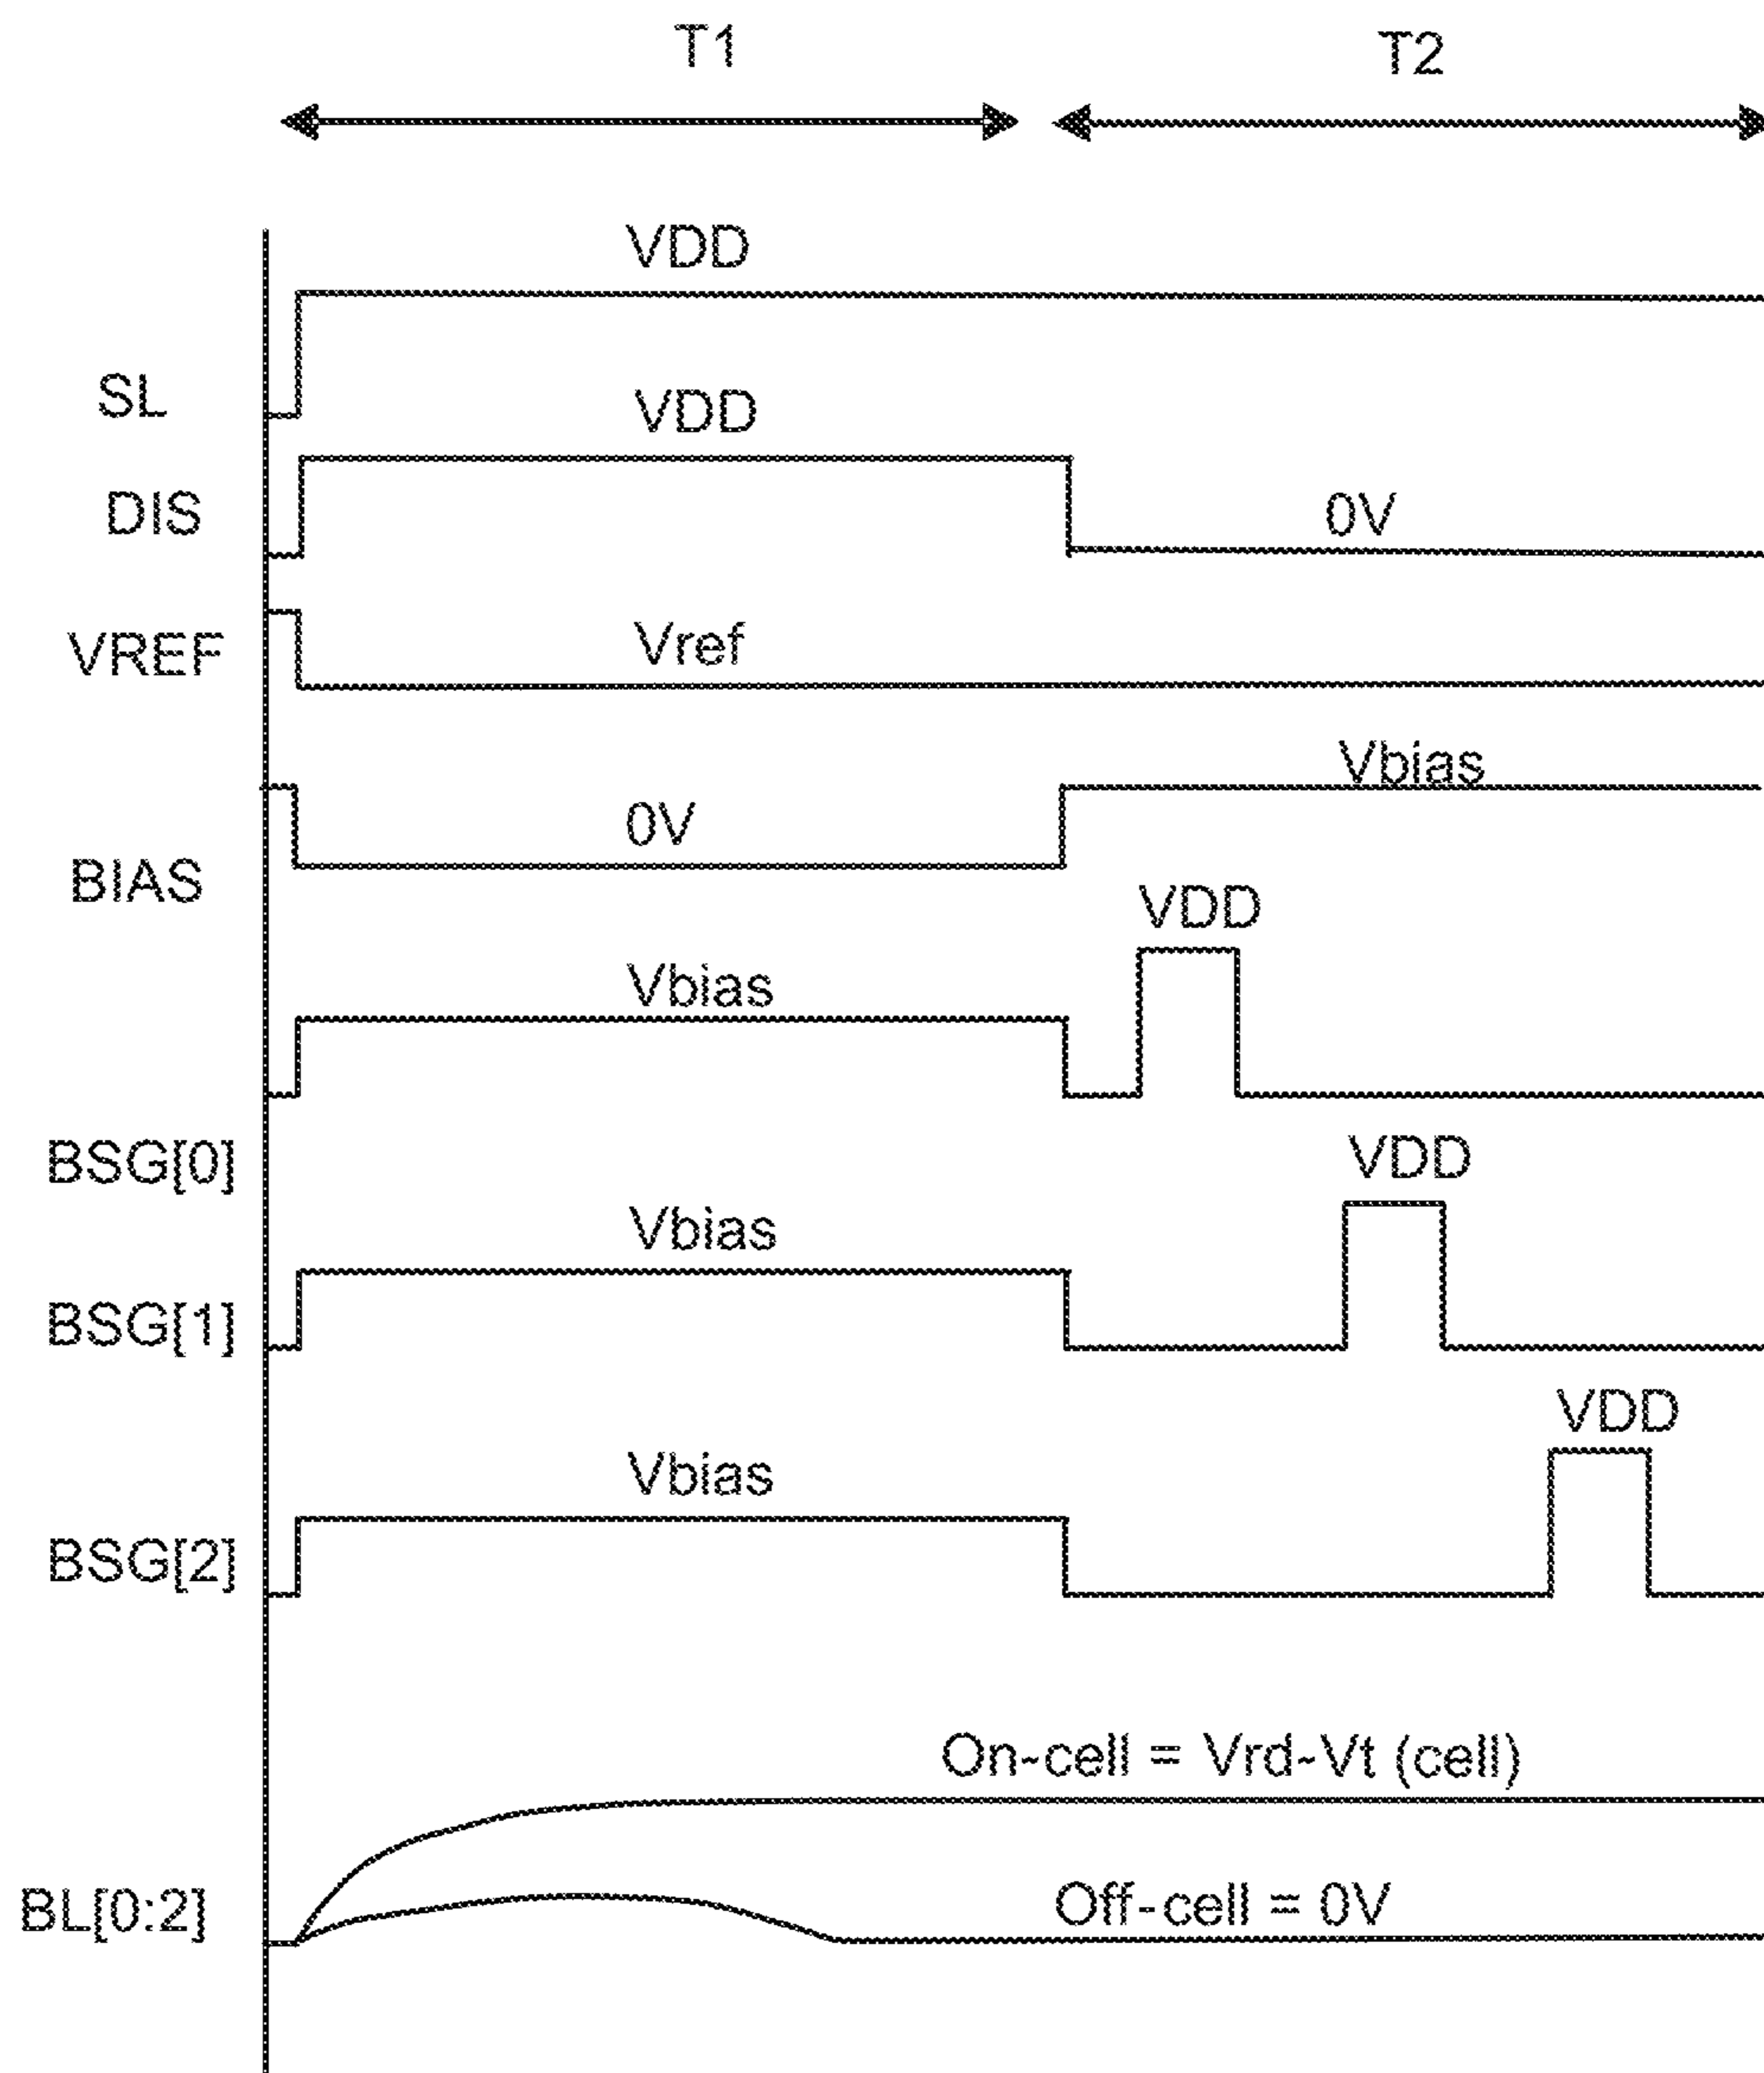 T1 T2
VDD
SL
VDD
DIS 0V
VREF Vref
Vbias
0V
BIAS
VDD
Vbias
BSG[0]
VDD
Vbias
BSG[1]
VDD
Vbias
BSG[2]
On-cell = Vrd-Vt (cell)
BL[0:2] Off-cell = 0V